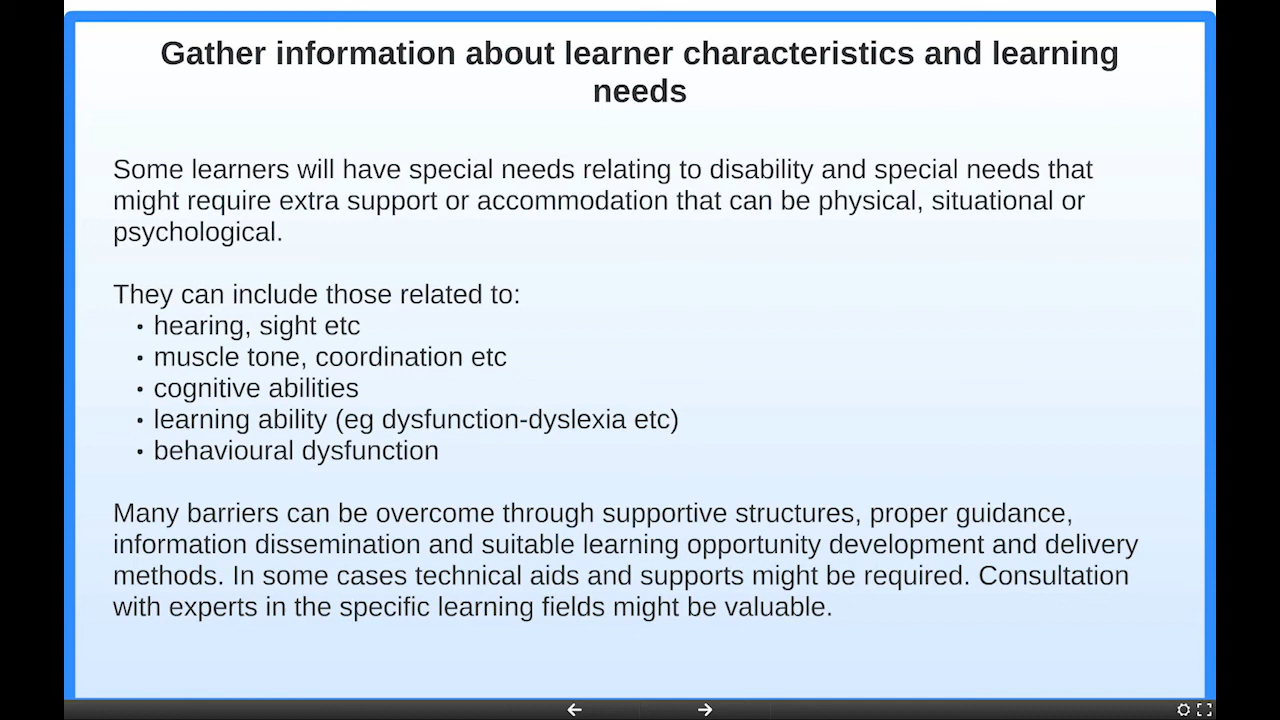 Gather information about learner characteristics and learning
needs
Some learners will have special needs relating to disability and special needs that
might require extra support or accommodation that can be physical, situational or
psychological.
They can include those related to:
• hearing, sight etc
• muscle tone, coordination etc
• cognitive abilities
• learning ability (eg dysfunction-dyslexia etc)
• behavioural dysfunction
Many barriers can be overcome through supportive structures, proper guidance,
information dissemination and suitable learning opportunity development and delivery
methods. In some cases technical aids and supports might be required. Consultation
with experts in the specific learning fields might be valuable.